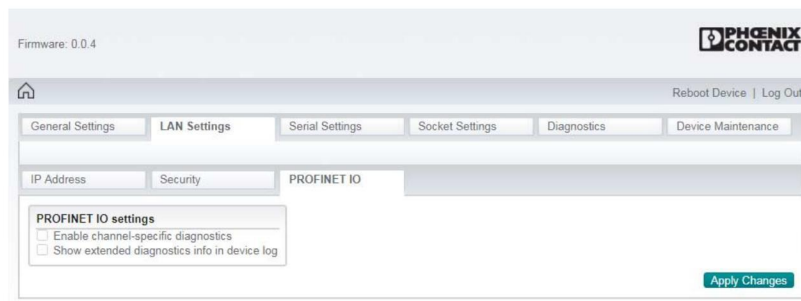 Firmware: 0.0.4
PHŒNIX
CONTACT
Reboot Device | Log Out
General Settings LAN Settings Serial Settings Socket Settings Diagnostics Device Maintenance
IP Address Security PROFINET IO
PROFINET IO settings
Enable channel-specific diagnostics
Show extended diagnostics info in device log
Apply Changes